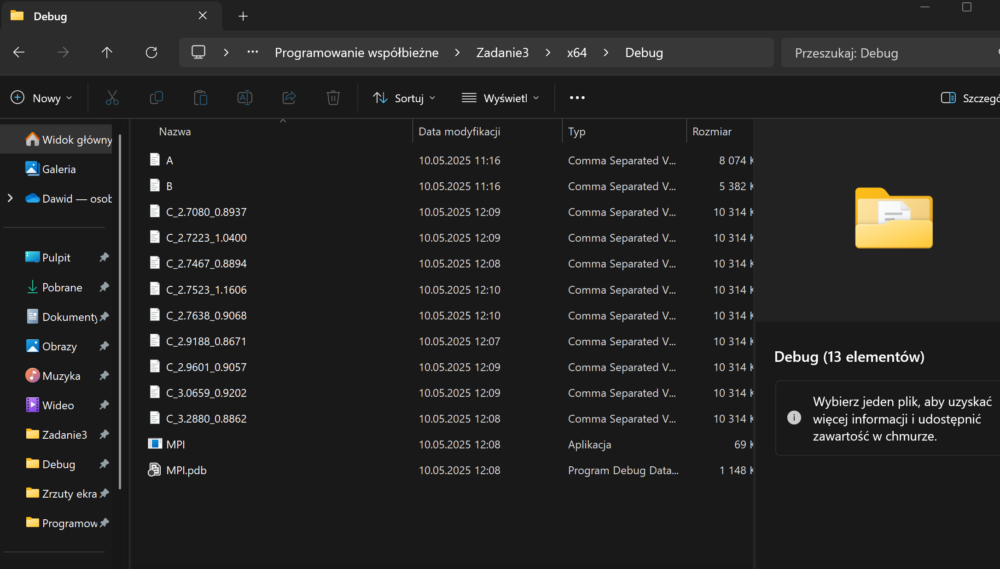 Debug
Programowanie współbieżne
Zadanie3
x64
Debug
Przeszukaj: Debug
Nowy
Sortuj
Wyświetl
Szczegó
Widok główny
Galeria
Dawid — osob
Pulpit
Pobrane
Dokumenty
Obrazy
Muzyka
Wideo
Zadanie3
Debug
Zrzuty ekra
Programow
Nazwa Data modyfikacji Typ Rozmiar
A 10.05.2025 11:16 Comma Separated V... 8 074 K
B 10.05.2025 11:16 Comma Separated V... 5 382 K
C_2.7080_0.8937 10.05.2025 12:09 Comma Separated V... 10 314 K
C_2.7223_1.0400 10.05.2025 12:09 Comma Separated V... 10 314 K
C_2.7467_0.8894 10.05.2025 12:08 Comma Separated V... 10 314 K
C_2.7523_1.1606 10.05.2025 12:10 Comma Separated V... 10 314 K
C_2.7638_0.9068 10.05.2025 12:10 Comma Separated V... 10 314 K
C_2.9188_0.8671 10.05.2025 12:07 Comma Separated V... 10 314 K
C_2.9601_0.9057 10.05.2025 12:09 Comma Separated V... 10 314 K
C_3.0659_0.9202 10.05.2025 12:09 Comma Separated V... 10 314 K
C_3.2880_0.8862 10.05.2025 12:08 Comma Separated V... 10 314 K
MPI 10.05.2025 12:08 Aplikacja 69 K
MPI.pdb 10.05.2025 12:08 Program Debug Data... 1 148 K
Debug (13 elementów)
Wybierz jeden plik, aby uzyskać
więcej informacji i udostępnić
zawartość w chmurze.